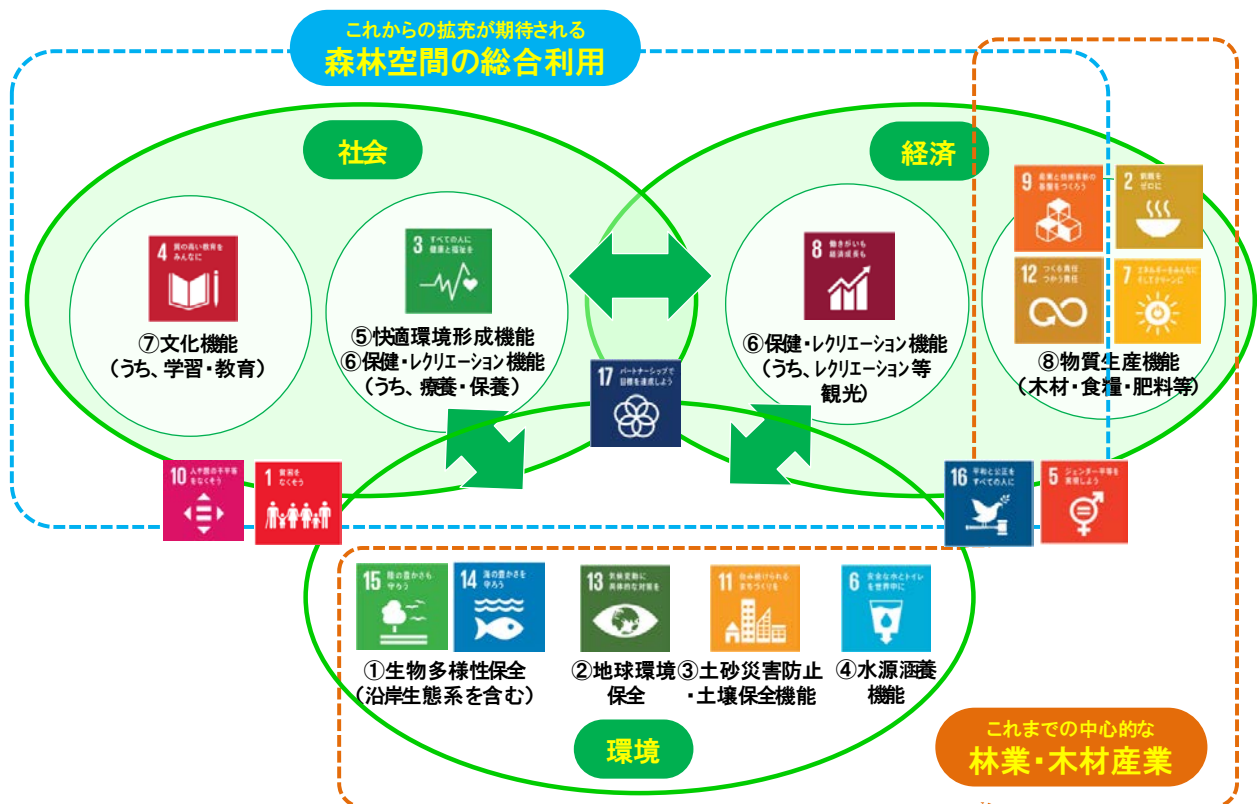 これからの拡充が期待される
森林空間の総合利用
社会
経済
4 質の高い教育を
みんなに
⑦文化機能
（うち、学習・教育）
3 すべての人に
健康と福祉を
⑤快適環境形成機能
⑥保健・レクリエーション機能
（うち、療養・保養）
8 働きがいも
経済成長も
⑥保健・レクリエーション機能
（うち、レクリエーション等
観光）
9 産業と技術革新の
基盤をつくろう
2 飢餓を
ゼロに
12 つくる責任
つかう責任
7 エネルギーをみんなに
そしてクリーンに
⑧物質生産機能
（木材・食糧・肥料等）
17 パートナーシップで
目標を達成しよう
10 人や国の不平等
をなくそう
1 貧困を
なくそう
16 平和と公正を
すべての人に
5 ジェンダー平等を
実現しよう
15 陸の豊かさも
守ろう
14 海の豊かさを
守ろう
①生物多様性保全
（沿岸生態系を含む）
13 気候変動に
具体的な対策を
②地球環境
保全
11 住み続けられる
まちづくりを
③土砂災害防止
・土壌保全機能
6 安全な水とトイレ
を世界中に
④水源涵養
機能
環境
これまでの中心的な
林業・木材産業